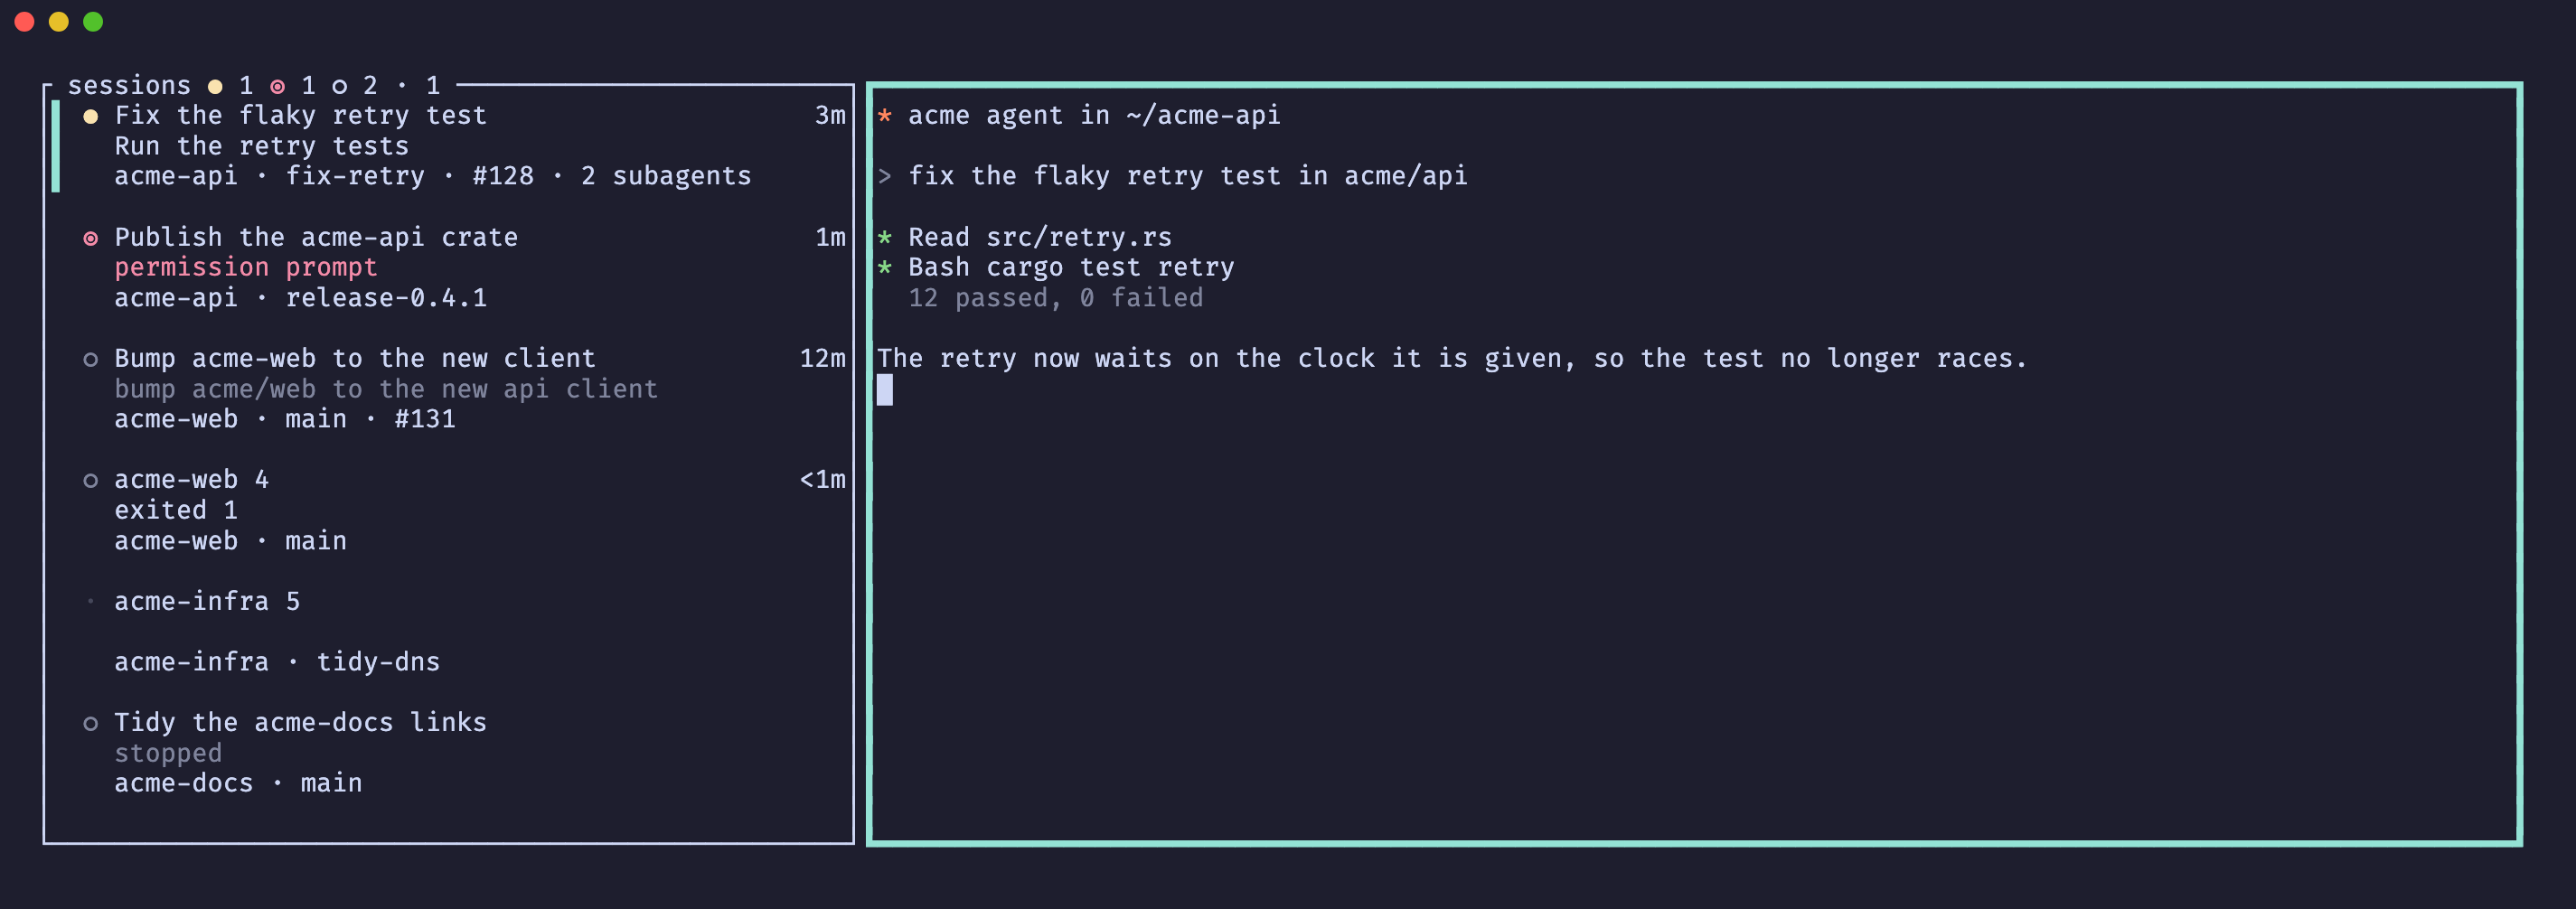 sessions ● 1 ◉ 1 ○ 2 · 1
● Fix the flaky retry test 3m
Run the retry tests
acme-api · fix-retry · #128 · 2 subagents
◉ Publish the acme-api crate 1m
permission prompt
acme-api · release-0.4.1
○ Bump acme-web to the new client 12m
bump acme/web to the new api client
acme-web · main · #131
○ acme-web 4 <1m
exited 1
acme-web · main
· acme-infra 5
acme-infra · tidy-dns
○ Tidy the acme-docs links
stopped
acme-docs · main
* acme agent in ~/acme-api
> fix the flaky retry test in acme/api
* Read src/retry.rs
* Bash cargo test retry
12 passed, 0 failed
The retry now waits on the clock it is given, so the test no longer races.